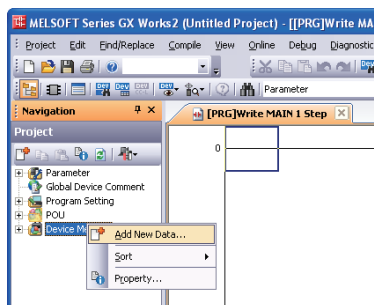 MELSOFT Series GX Works2 (Untitled Project) - [[PRG]Write MA
Project Edit Find/Replace Compile View Online Debug Diagnostic
Parameter
Navigation
[PRG]Write MAIN 1 Step
Project
0
Parameter
Global Device Comment
Program Setting
POU
Device M
Add New Data...
Sort
Property...